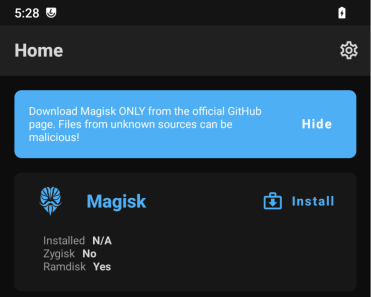 5:28
Home
Download Magisk ONLY from the official GitHub
page. Files from unknown sources can be
malicious!
Hide
Magisk
Install
Installed N/A
Zygisk No
Ramdisk Yes